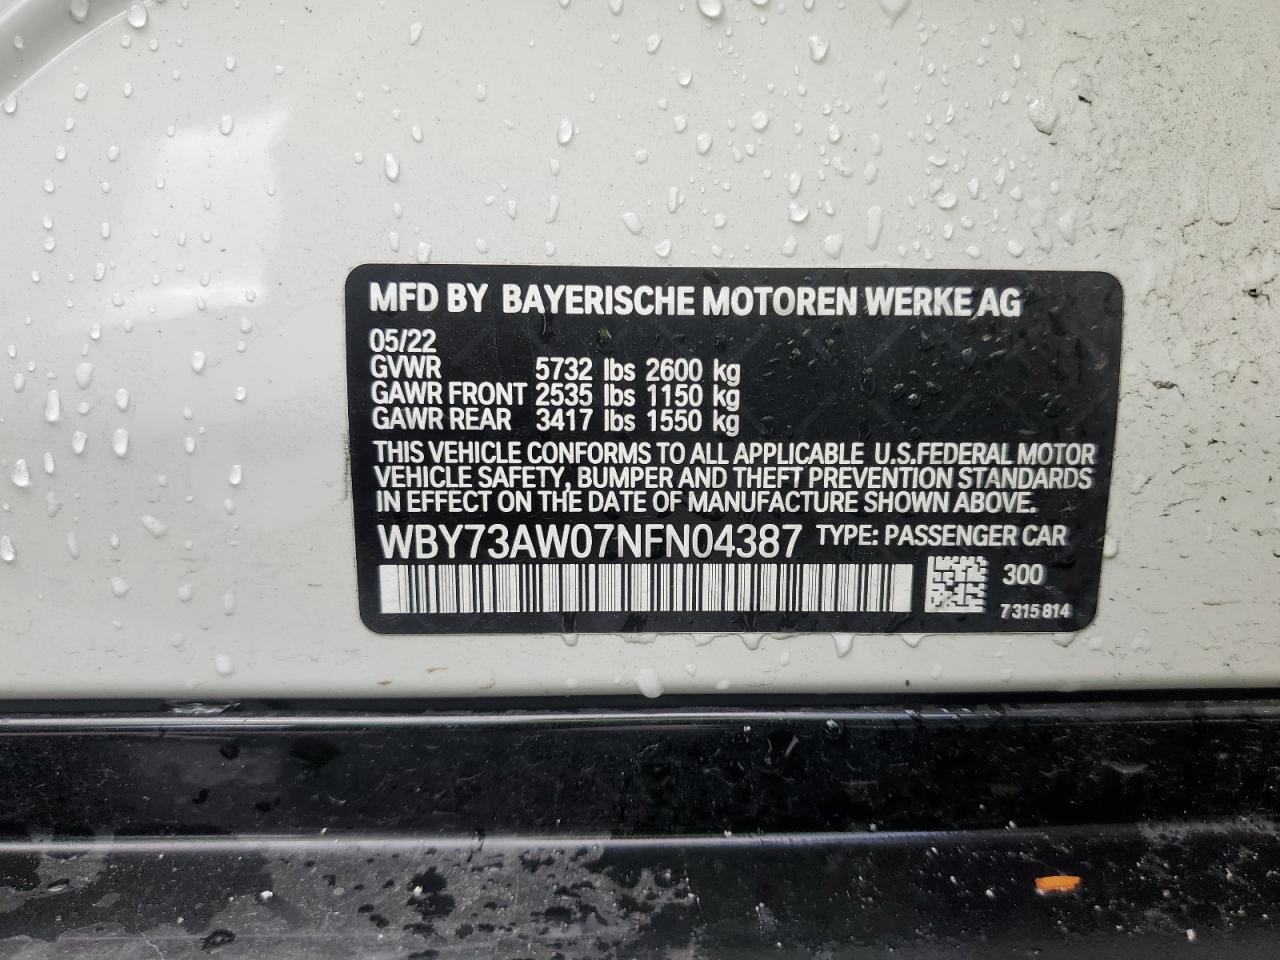 MFD BY BAYERISCHE MOTOREN WERKE AG
05/22
GVWR 5732 lbs 2600 kg
GAWR FRONT 2535 lbs 1150 kg
GAWR REAR 3417 lbs 1550 kg
THIS VEHICLE CONFORMS TO ALL APPLICABLE U.S.FEDERAL MOTOR
VEHICLE SAFETY, BUMPER AND THEFT PREVENTION STANDARDS
IN EFFECT ON THE DATE OF MANUFACTURE SHOWN ABOVE.
WBY73AW07NFN04387 TYPE: PASSENGER CAR
300
7 315 814